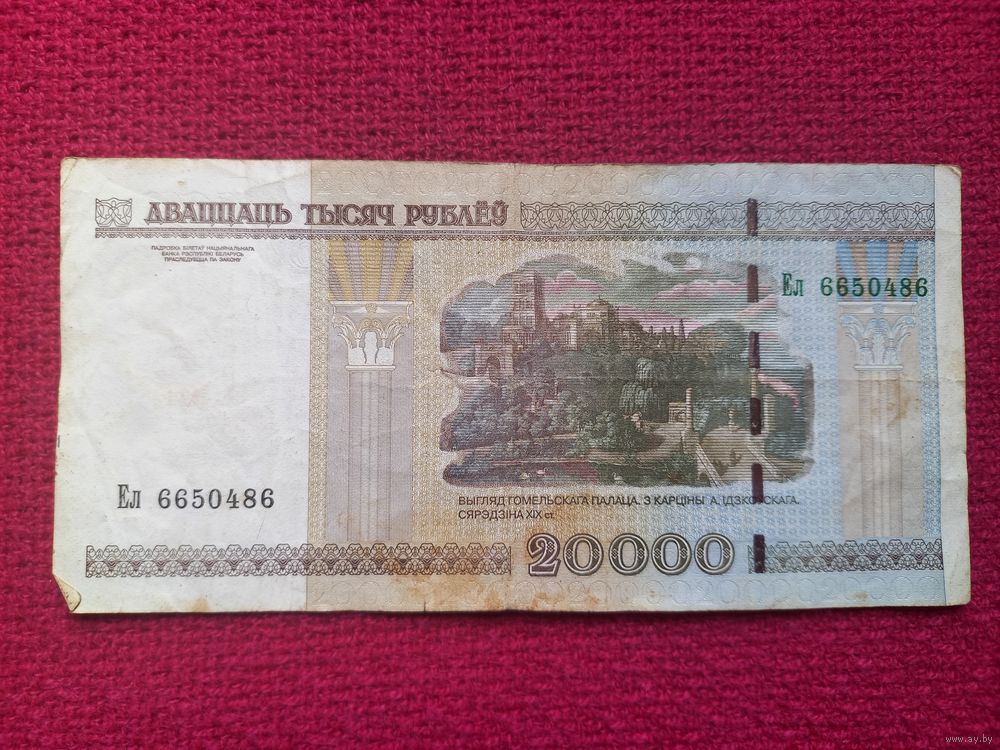 ДВАЦЦАЦЬ ТЫСЯЧ РУБЛЁЎ
ПАДРОБКА БІЛЕТАЎ НАЦЫЯНАЛЬНАГА
БАНКА РЭСПУБЛІКІ БЕЛАРУСЬ
ПРАСЛЕДУЕЦЦА ПА ЗАКОНУ
Ел 6650486
Ел 6650486
ВЫГЛЯД ГОМЕЛЬСКАГА ПАЛАЦА. З КАРЦІНЫ А. ІДЗКОЎСКАГА.
СЯРЭДЗІНА XIX ст.
20000
www.ay.by